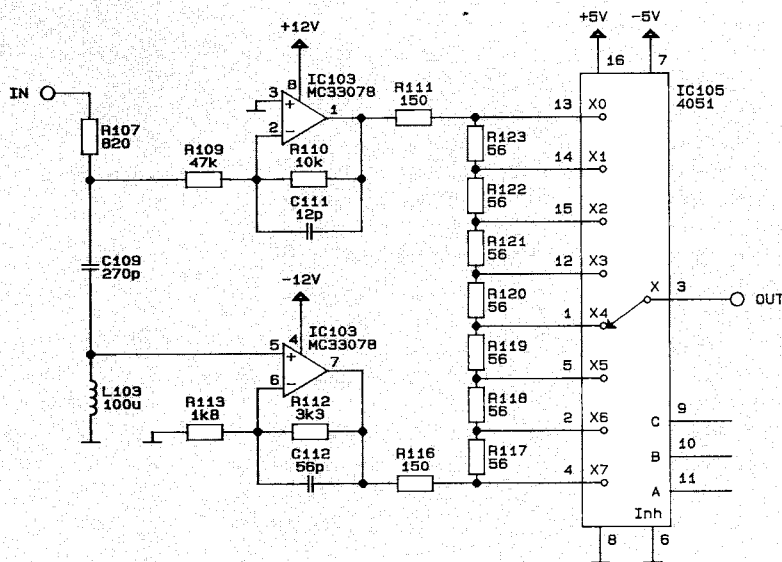 +12V
+5V -5V
16 7
IN
8
IC103
MC33078
3
+
1
2
-
R107
820
R109
47k
R110
10k
C111
12p
R111
150
IC105
4051
13 X0
R123
56
14 X1
R122
56
15 X2
R121
56
12 X3
R120
56
1 X4
R119
56
5 X5
R118
56
2 X6
R117
56
4 X7
X 3
OUT
C 9
B 10
A 11
Inh
8 6
C109
270p
-12V
4
IC103
MC33078
5
+
7
6
-
L103
100u
R113
1k8
R112
3k3
C112
56p
R116
150